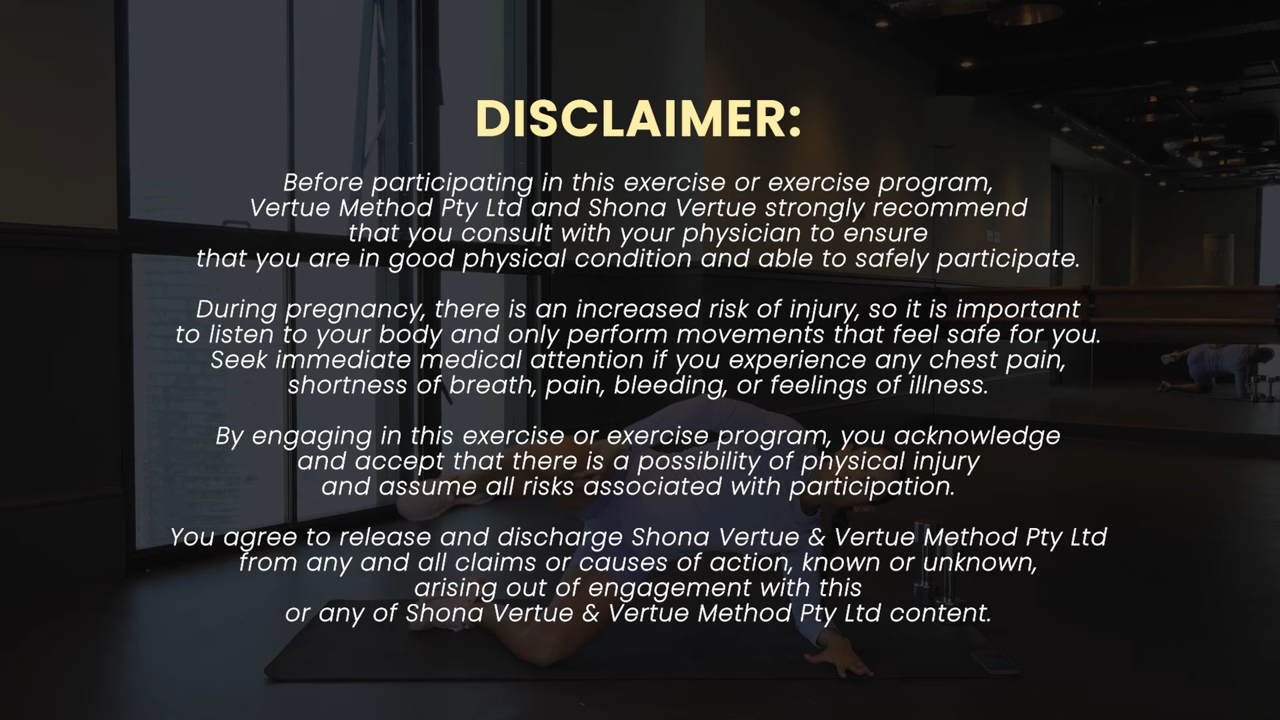 DISCLAIMER:
Before participating in this exercise or exercise program,
Vertue Method Pty Ltd and Shona Vertue strongly recommend
that you consult with your physician to ensure
that you are in good physical condition and able to safely participate.
During pregnancy, there is an increased risk of injury, so it is important
to listen to your body and only perform movements that feel safe for you.
Seek immediate medical attention if you experience any chest pain,
shortness of breath, pain, bleeding, or feelings of illness.
By engaging in this exercise or exercise program, you acknowledge
and accept that there is a possibility of physical injury
and assume all risks associated with participation.
You agree to release and discharge Shona Vertue & Vertue Method Pty Ltd
from any and all claims or causes of action, known or unknown,
arising out of engagement with this
or any of Shona Vertue & Vertue Method Pty Ltd content.